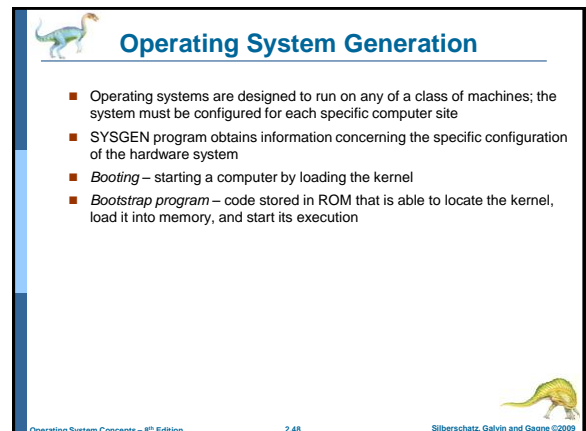 Operating System Generation
Operating systems are designed to run on any of a class of machines; the
system must be configured for each specific computer site
SYSGEN program obtains information concerning the specific configuration
of the hardware system
Booting – starting a computer by loading the kernel
Bootstrap program – code stored in ROM that is able to locate the kernel,
load it into memory, and start its execution
Operating System Concepts – 8th Edition
2.48
Silberschatz, Galvin and Gagne ©2009